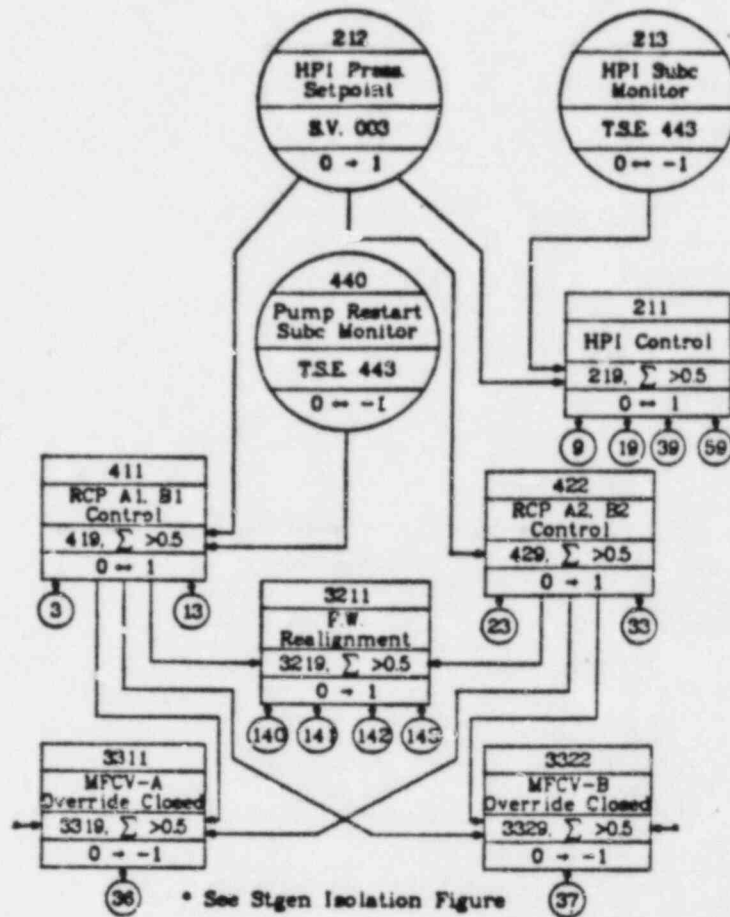 212
HPI Press.
Setpoint
S.V. 003
0 → 1
213
HPI Subc
Monitor
T.S.E. 443
0 ↔ -1
440
Pump Restart
Subc Monitor
T.S.E. 443
0 ↔ -1
211
HPI Control
219, Σ >0.5
0 ↔ 1
9
19
39
59
411
RCP A1, B1
Control
419, Σ >0.5
0 ↔ 1
3
13
422
RCP A2, B2
Control
429, Σ >0.5
0 → 1
23
33
3211
F.W.
Realignment
3219, Σ >0.5
0 → 1
140
141
142
143
3311
MFCV-A
Override Closed
3319, Σ >0.5
0 → -1
36
3322
MFCV-B
Override Closed
3329, Σ >0.5
0 → -1
37
* See Stgen Isolation Figure